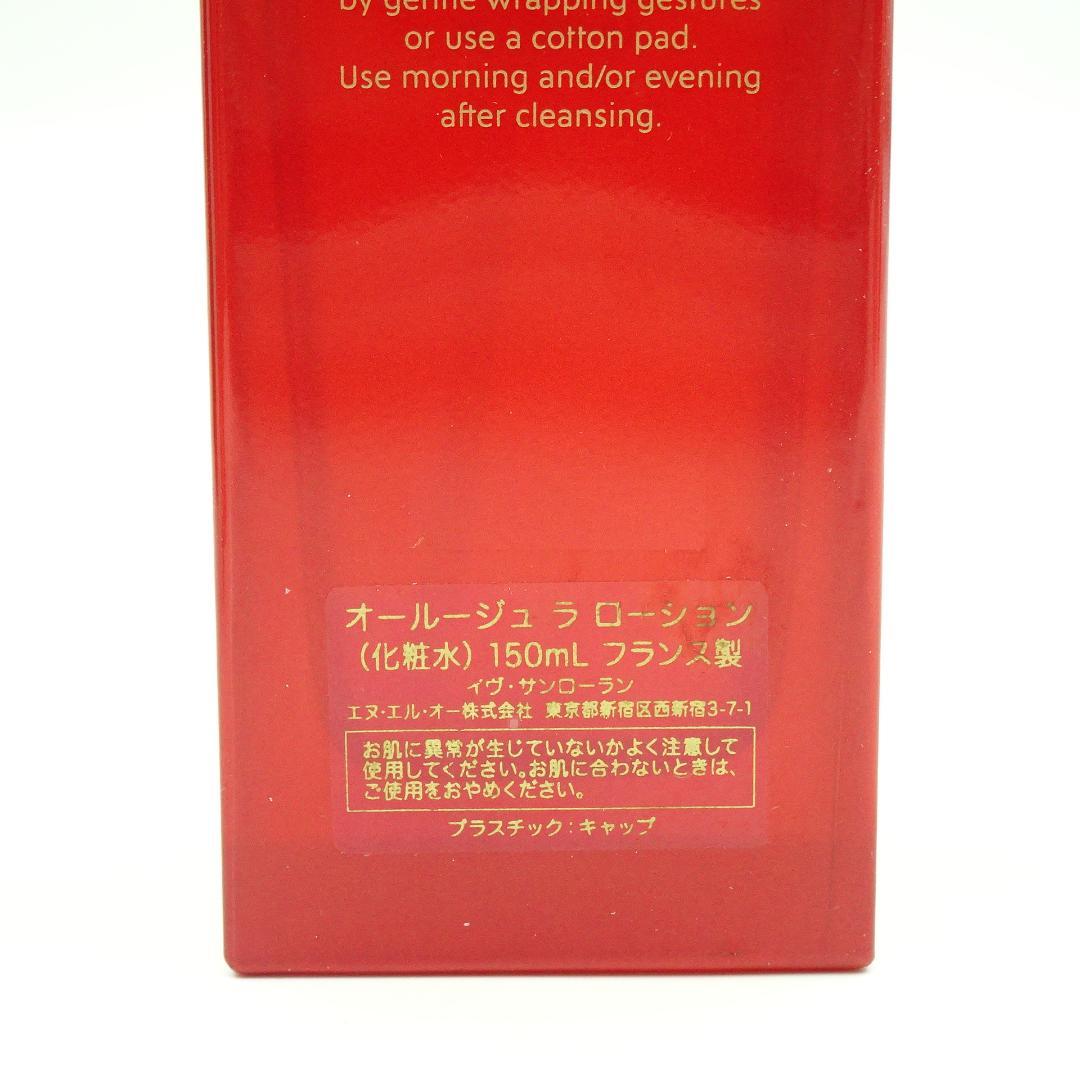 by gentle wrapping gestures
or use a cotton pad.
Use morning and/or evening
after cleansing.
オールージュ ラ ローション
(化粧水) 150mL フランス製
イヴ・サンローラン
エヌ・エル・オー株式会社 東京都新宿区西新宿3-7-1
お肌に異常が生じていないかよく注意して
使用してください。お肌に合わないときは、
ご使用をおやめください。
プラスチック:キャップ